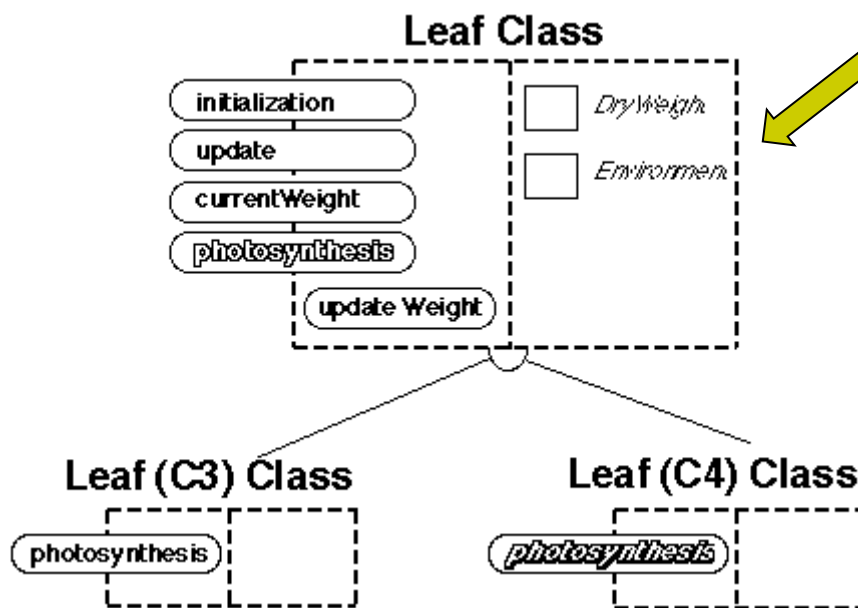 Leaf Class
initialization
DryWeight
update
Environment
currentWeight
photosynthesis
update Weight
Leaf (C3) Class
Leaf (C4) Class
photosynthesis
photosynthesis